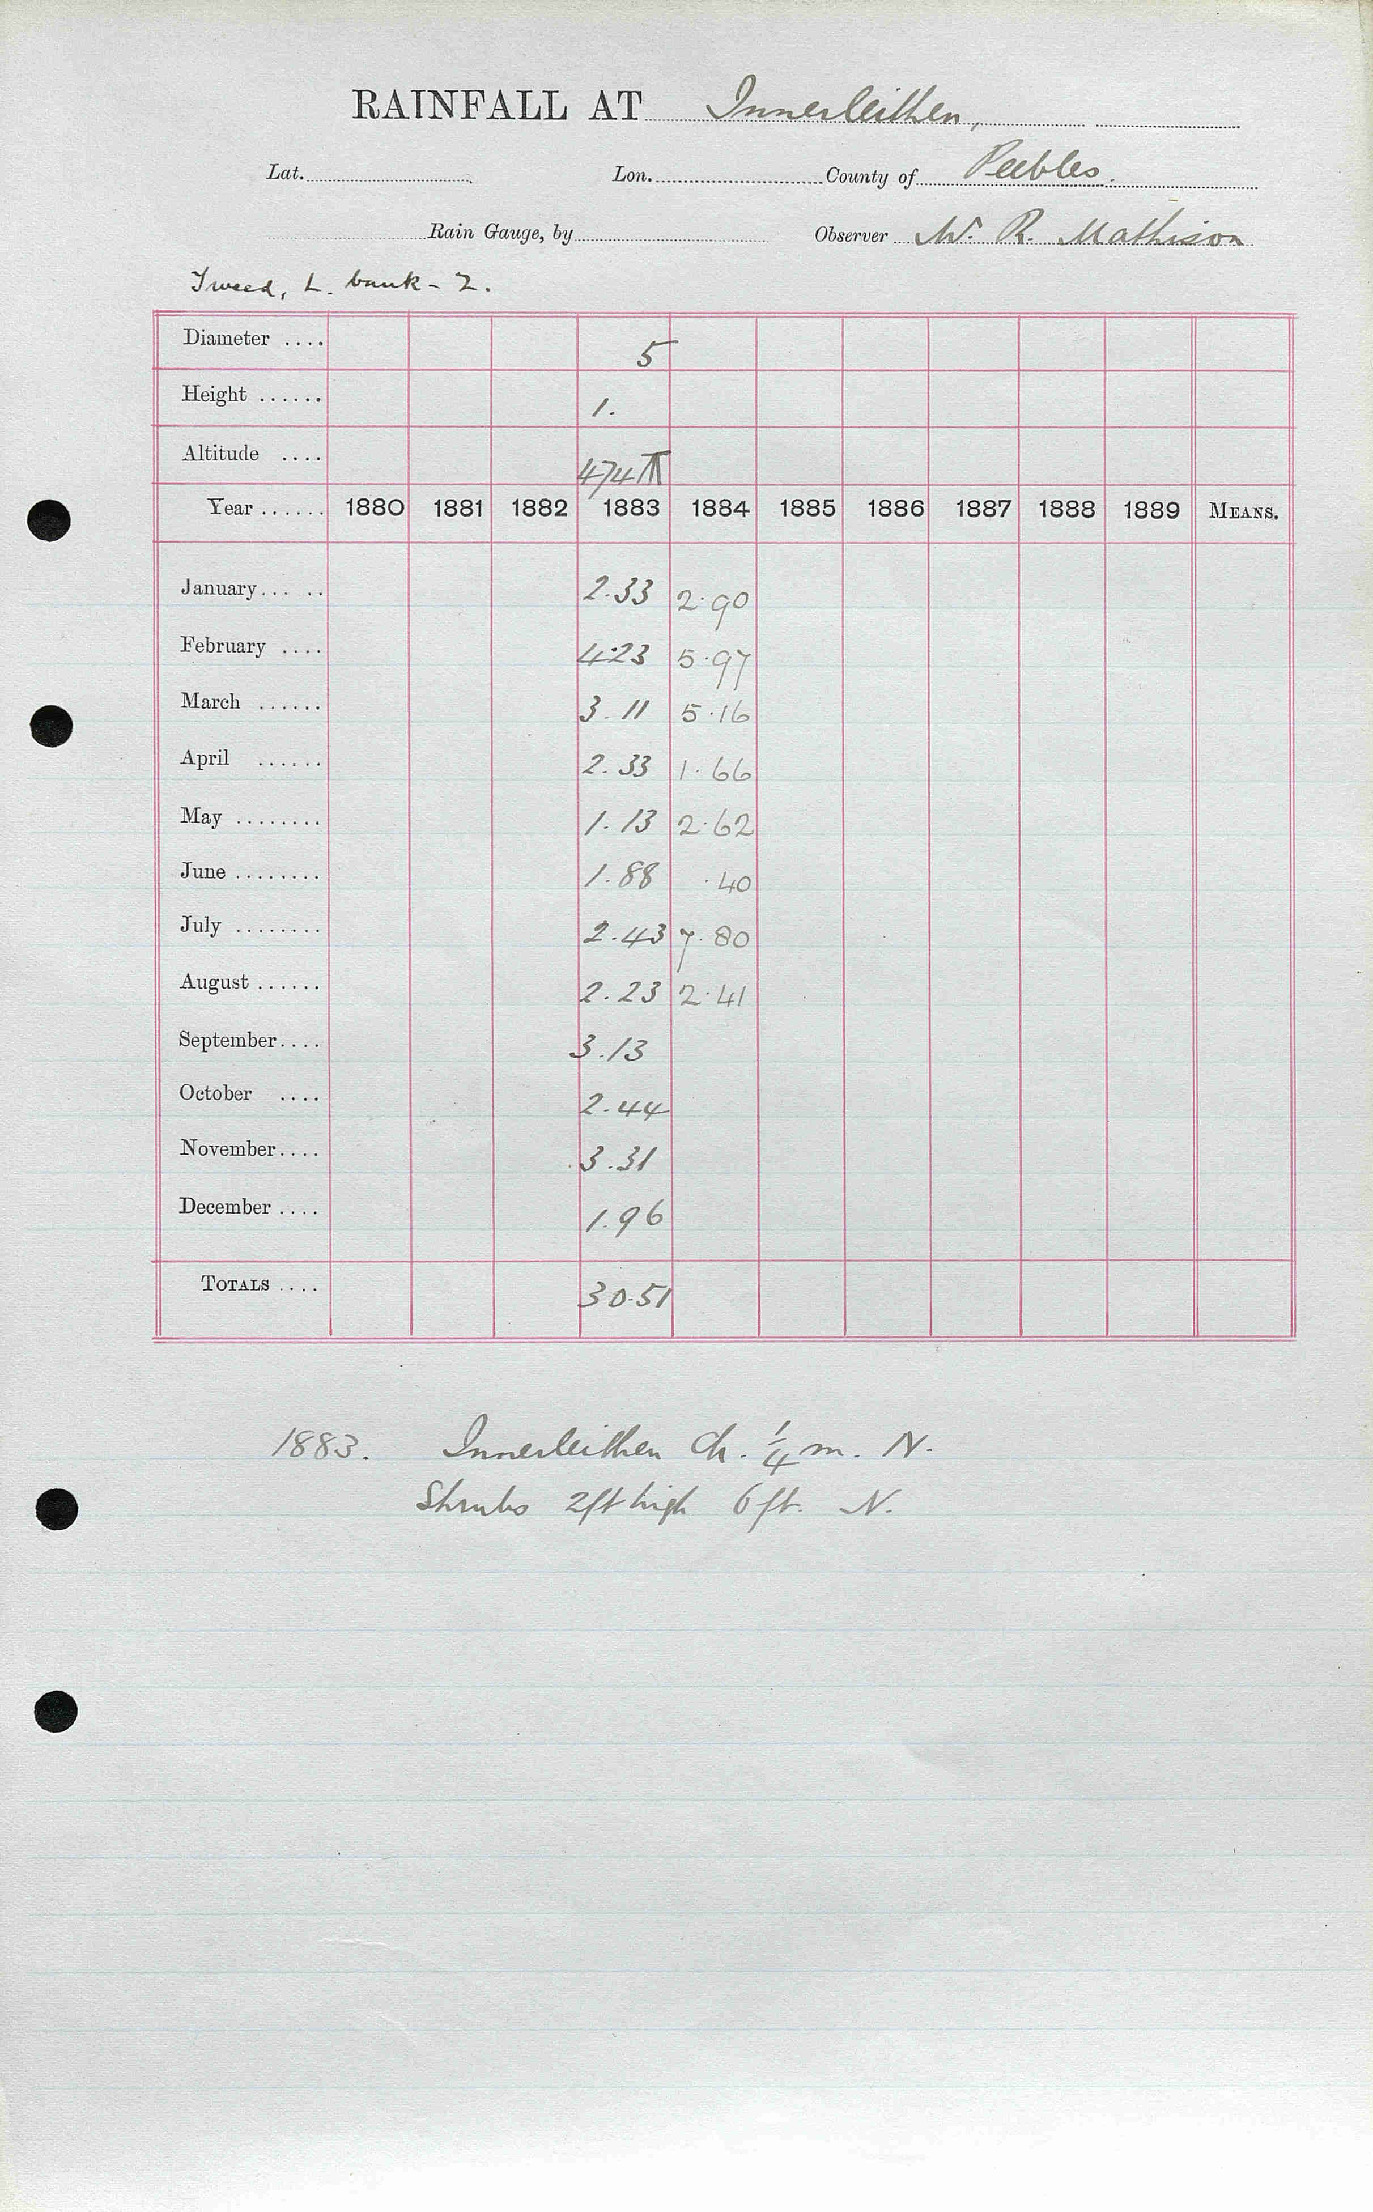 RAINFALL AT Innerleithen,
Lat. Lon. County of Peebles.
Rain Gauge, by Observer W. R. Mathison
Tweed, L. bank - 2.
Diameter .... 5
Height ...... 1.
Altitude .... 474
Year ...... 1880 1881 1882 1883 1884 1885 1886 1887 1888 1889 MEANS.
January... .. 2.33 2.90
February .... 4.23 5.97
March ...... 3.11 5.16
April ...... 2.33 1.66
May ........ 1.13 2.62
June ........ 1.88 .40
July ........ 2.43 7.80
August ...... 2.23 2.41
September.... 3.13
October .... 2.44
November.... 3.31
December .... 1.96
TOTALS .... 30.51
1883. Innerleithen Ch. 1/4 m. N.
Shrubs 2ft high 6 ft. N.